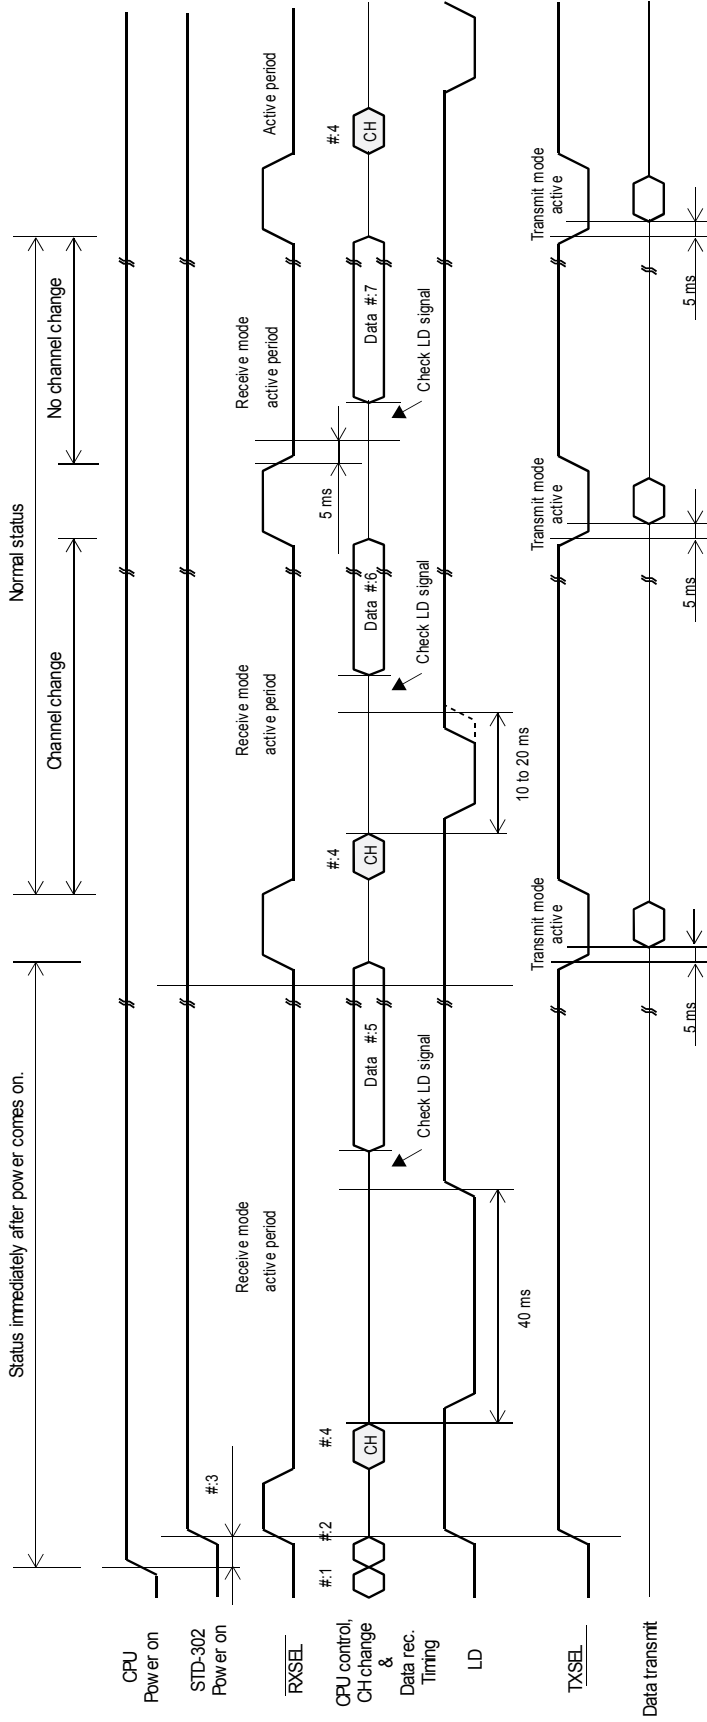 Status immediately after power comes on.
Normal status
Channel change
No channel change
CPU
Power on
STD-302
Power on
#:3
RXSEL
Receive mode
active period
Receive mode
active period
Receive mode
active period
Active period
CPU control,
CH change
&
Data rec.
Timing
#:1
#:2
#:4
CH
Data #:5
#:4
CH
Data #:6
5 ms
Data #:7
#:4
CH
Check LD signal
Check LD signal
Check LD signal
LD
40 ms
10 to 20 ms
TXSEL
Transmit mode
active
Transmit mode
active
Transmit mode
active
Data transmit
5 ms
5 ms
5 ms